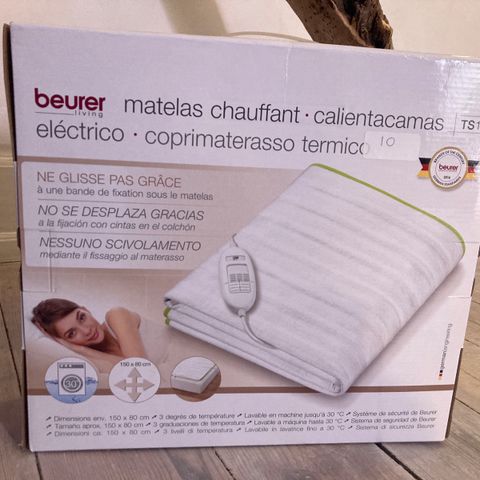 beurer
living
matelas chauffant · calientacamas
TS1
eléctrico · coprimaterasso termico
10
beurer
NE GLISSE PAS GRÂCE
à une bande de fixation sous le matelas
NO SE DESPLAZA GRACIAS
a la fijación con cintas en el colchón
NESSUNO SCIVOLAMENTO
mediante il fissaggio al materasso
150 x 80 cm
30°
germanengineering
Dimensions env. 150 x 80 cm 3 degrés de température Lavable en machine jusqu'à 30 °C Système de sécurité de Beurer
Tamaño aprox. 150 x 80 cm 3 graduaciones de temperatura Lavable a máquina hasta 30 °C Sistema de seguridad de Beurer
Dimensioni ca. 150 x 80 cm 3 livelli di temperatura Lavabile in lavatrice fino a 30 °C Sistema di sicurezza Beurer